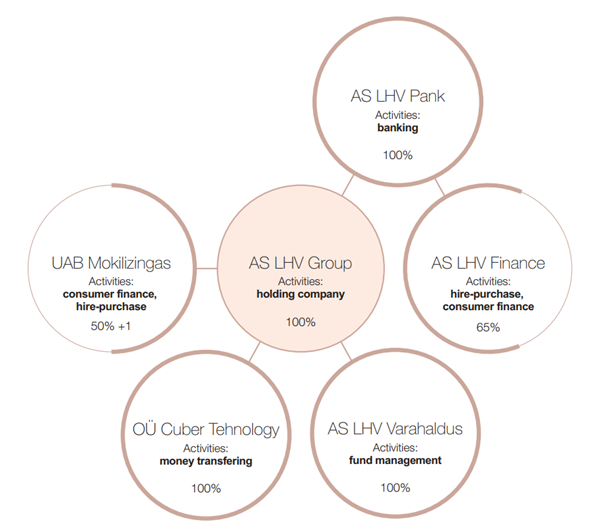 AS LHV Pank
Activities:
banking
100%
UAB Mokilizingas
Activities:
consumer finance,
hire-purchase
50% +1
AS LHV Group
Activities:
holding company
100%
AS LHV Finance
Activities:
hire-purchase,
consumer finance
65%
OÜ Cuber Tehnology
Activities:
money transfering
100%
AS LHV Varahaldus
Activities:
fund management
100%